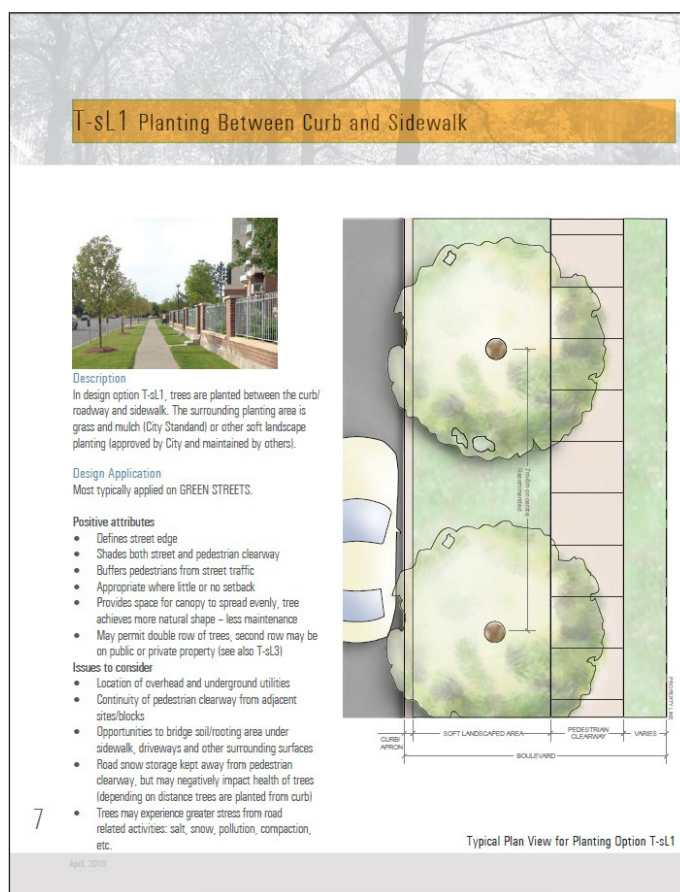 T-sL1 Planting Between Curb and Sidewalk
Description
In design option T-sL1, trees are planted between the curb/
roadway and sidewalk. The surrounding planting area is
grass and mulch (City Standard) or other soft landscape
planting (approved by City and maintained by others).
Design Application
Most typically applied on GREEN STREETS.
Positive attributes
• Defines street edge
• Shades both street and pedestrian clearway
• Buffers pedestrians from street traffic
• Appropriate where little or no setback
• Provides space for canopy to spread evenly, tree
achieves more natural shape – less maintenance
• May permit double row of trees, second row may be
on public or private property (see also T-sL3)
Issues to consider
• Location of overhead and underground utilities
• Continuity of pedestrian clearway from adjacent
sites/blocks
• Opportunities to bridge soil/rooting area under
sidewalk, driveways and other surrounding surfaces
• Road snow storage kept away from pedestrian
clearway, but may negatively impact health of trees
(depending on distance trees are planted from curb)
• Trees may experience greater stress from road
related activities: salt, snow, pollution, compaction,
etc.
7m-8m on centre
Recommended
PROPERTY LINE
CURB/
APRON
SOFT LANDSCAPED AREA
PEDESTRIAN
CLEARWAY
VARIES
BOULEVARD
Typical Plan View for Planting Option T-sL1
7
April, 2010